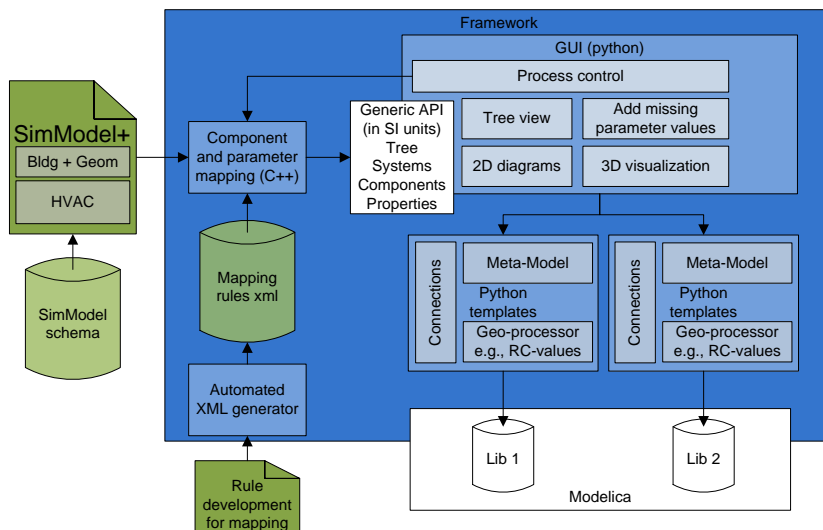 Framework
GUI (python)
Process control
SimModel+
Bldg + Geom
HVAC
Component
and parameter
mapping (C++)
Generic API
(in SI units)
Tree
Systems
Components
Properties
Tree view
Add missing
parameter values
2D diagrams
3D visualization
SimModel
schema
Mapping
rules xml
Connections
Meta-Model
Python
templates
Geo-processor
e.g., RC-values
Connections
Meta-Model
Python
templates
Geo-processor
e.g., RC-values
Automated
XML generator
Lib 1
Lib 2
Modelica
Rule
development
for mapping